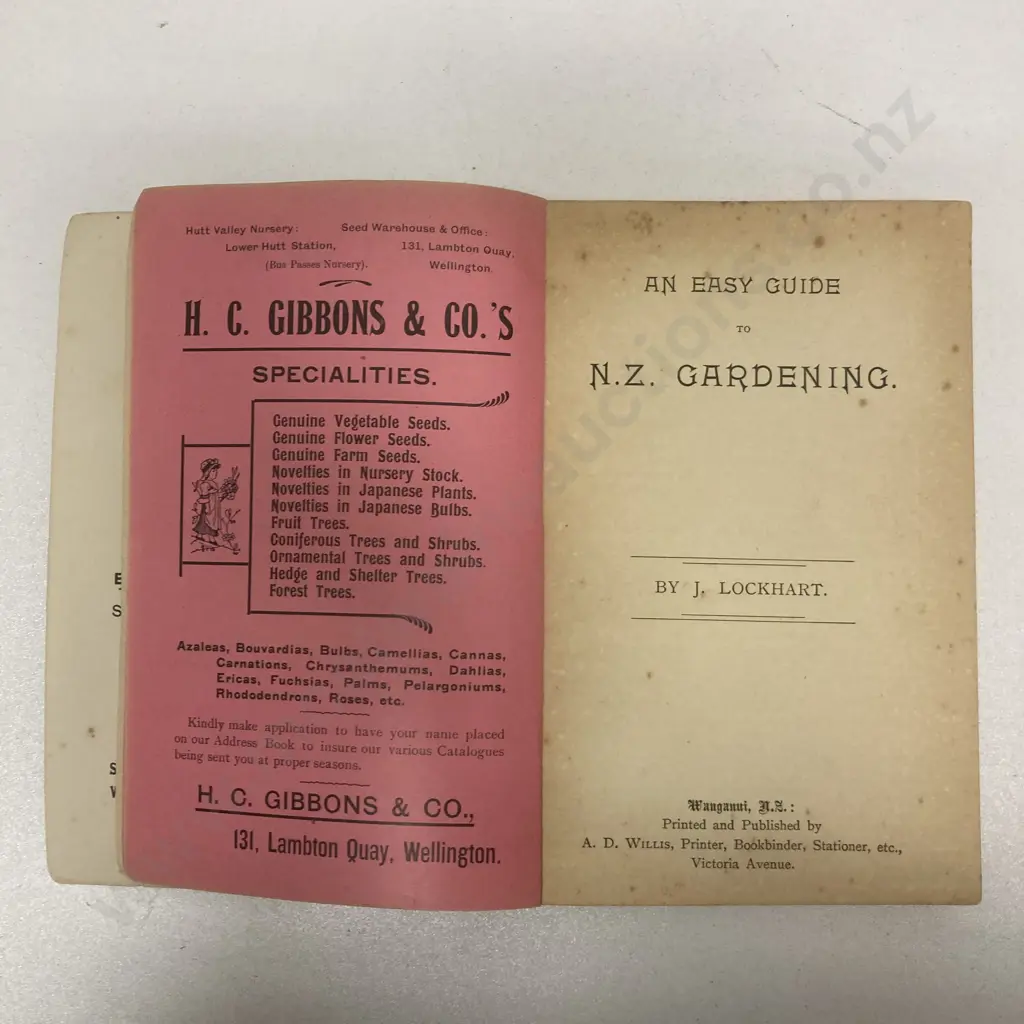 Hutt Valley Nursery:
Lower Hutt Station,
(Bus Passes Nursery).
Seed Warehouse & Office:
131, Lambton Quay,
Wellington
H. C. GIBBONS & CO.'S
SPECIALITIES.
Genuine Vegetable Seeds.
Genuine Flower Seeds.
Genuine Farm Seeds.
Novelties in Nursery Stock.
Novelties in Japanese Plants.
Novelties in Japanese Bulbs.
Fruit Trees.
Coniferous Trees and Shrubs.
Ornamental Trees and Shrubs.
Hedge and Shelter Trees.
Forest Trees.
Azaleas, Bouvardias, Bulbs, Camellias, Cannas,
Carnations, Chrysanthemums, Dahlias,
Ericas, Fuchsias, Palms, Pelargoniums,
Rhododendrons, Roses, etc.
Kindly make application to have your name placed
on our Address Book to insure our various Catalogues
being sent you at proper seasons.
H. C. GIBBONS & CO.,
131, Lambton Quay, Wellington.
AN EASY GUIDE
TO
N.Z. GARDENING.
BY J. LOCKHART.
Wanganui, N.Z.:
Printed and Published by
A. D. WILLIS, Printer, Bookbinder, Stationer, etc.,
Victoria Avenue.